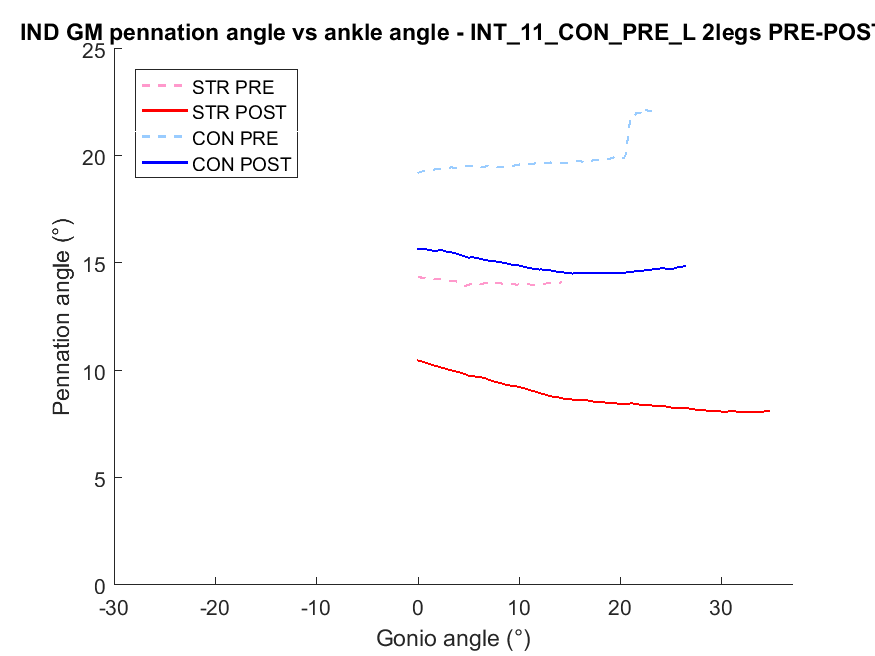 IND GM pennation angle vs ankle angle - INT_11_CON_PRE_L 2legs PRE-POST
25
STR PRE
STR POST
CON PRE
CON POST
20
15
10
5
0
Pennation angle (°)
-30
-20
-10
0
10
20
30
Gonio angle (°)